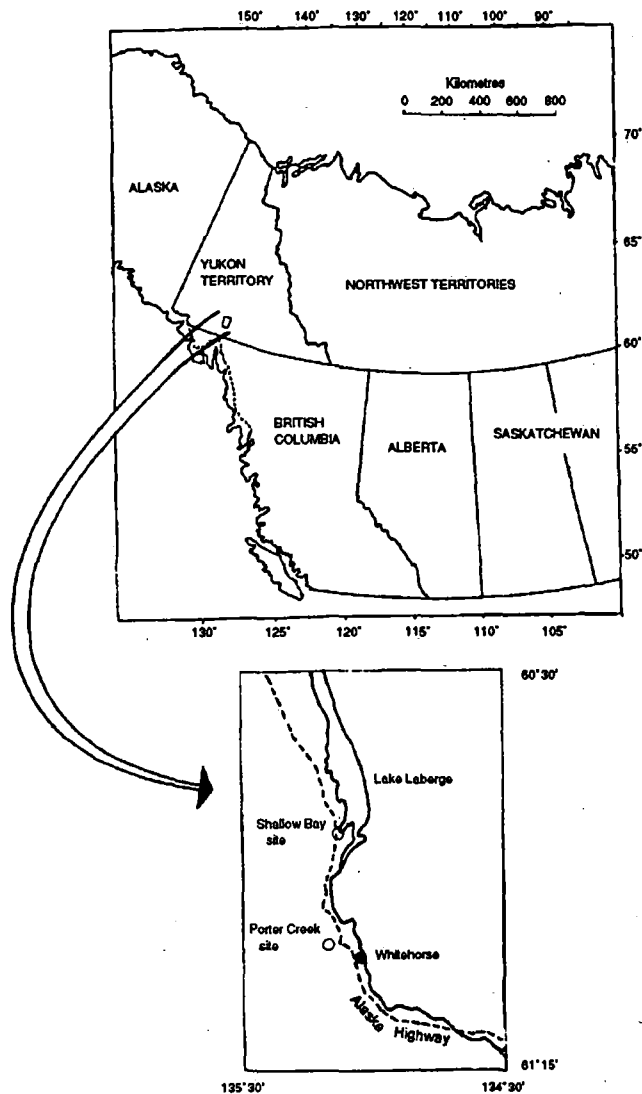 150° 140° 130° 120° 110° 100° 90° 80°
Kilometres
0 200 400 600 800
70°
ALASKA
65°
YUKON
TERRITORY
NORTHWEST TERRITORIES
60°
BRITISH
COLUMBIA
ALBERTA
SASKATCHEWAN
55°
50°
130° 125° 120° 115° 110° 105° 100
60°30'
Lake Laberge
Shallow Bay
site
Porter Creek
site
Whitehorse
Alaska Highway
61°15'
135°30' 134°30'